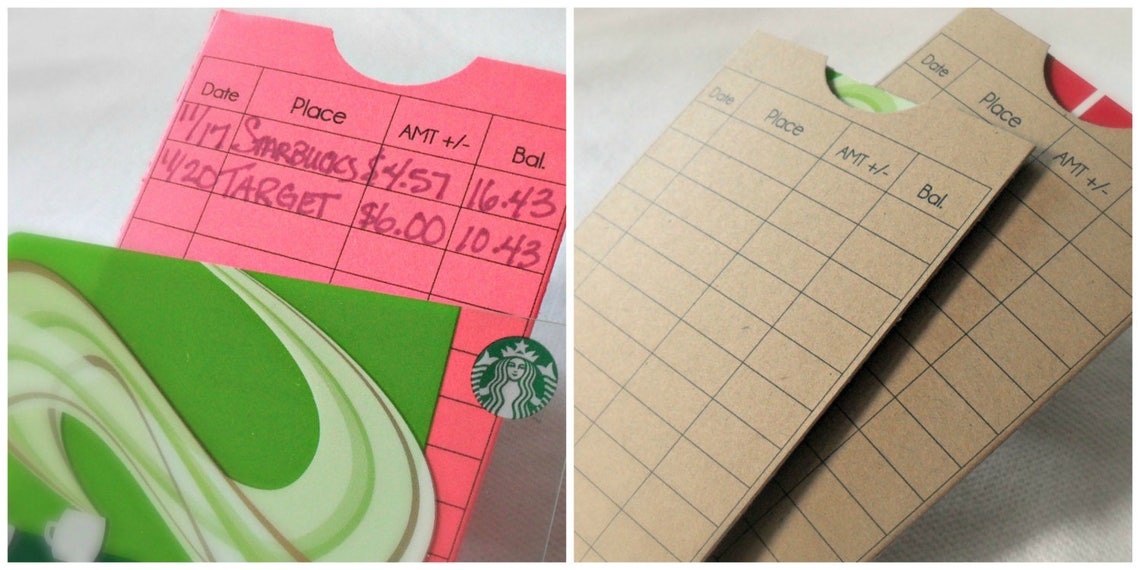 Date Place AMT +/- Bal.
11/17 STARBUCKS $4.57 16.43
4/20 TARGET $6.00 10.43
Date Place AMT +/- Bal.
Date Place AMT +/-